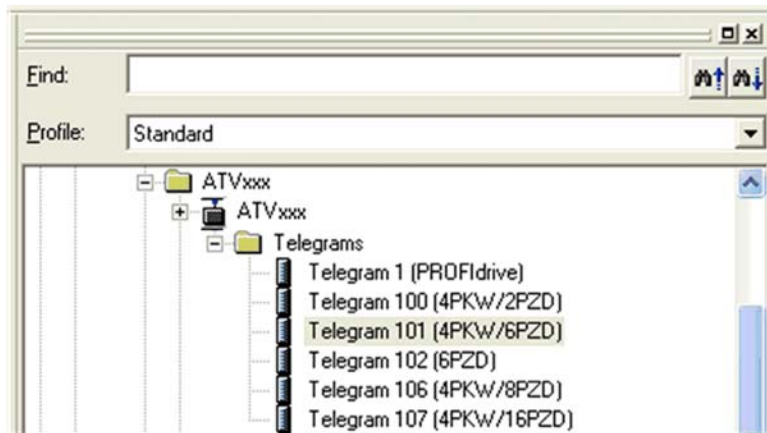 Find:
Profile: Standard
ATVxxx
ATVxxx
Telegrams
Telegram 1 (PROFIdrive)
Telegram 100 (4PKW/2PZD)
Telegram 101 (4PKW/6PZD)
Telegram 102 (6PZD)
Telegram 106 (4PKW/8PZD)
Telegram 107 (4PKW/16PZD)